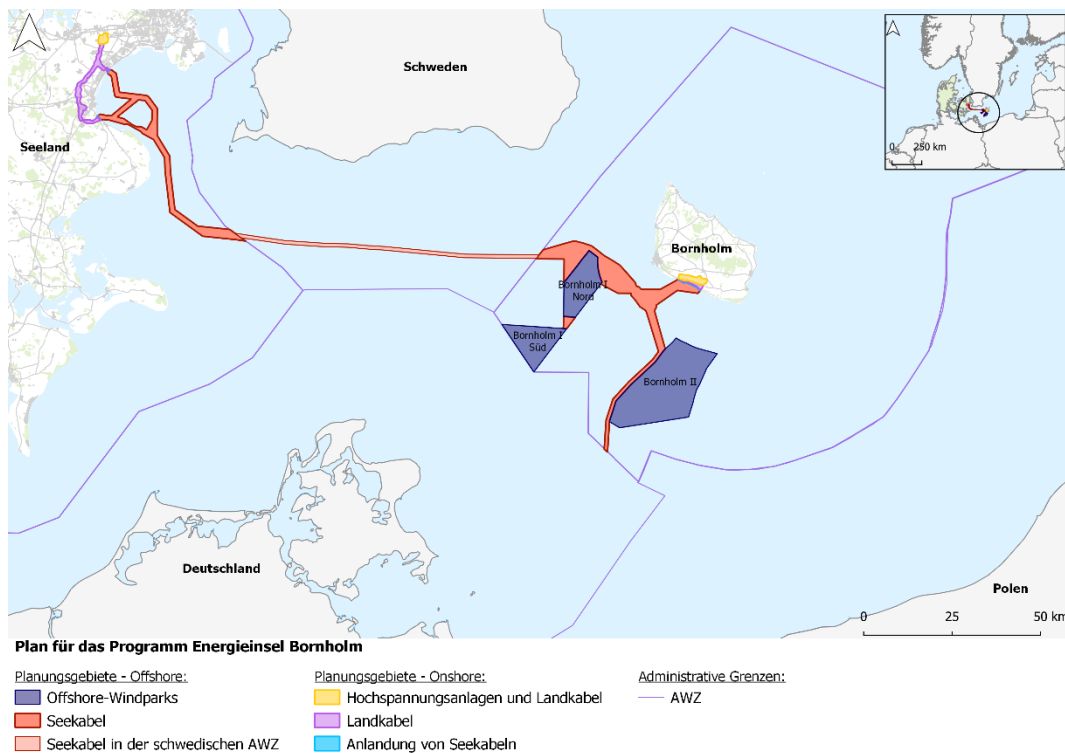 Schweden
0 250 km
Seeland
Bornholm
Bornholm I
Nord
Bornholm I
Süd
Bornholm II
Deutschland
Polen
0 25 50 km
Plan für das Programm Energieinsel Bornholm
Planungsgebiete - Offshore:
Offshore-Windparks
Seekabel
Seekabel in der schwedischen AWZ
Planungsgebiete - Onshore:
Hochspannungsanlagen und Landkabel
Landkabel
Anlandung von Seekabeln
Administrative Grenzen:
AWZ